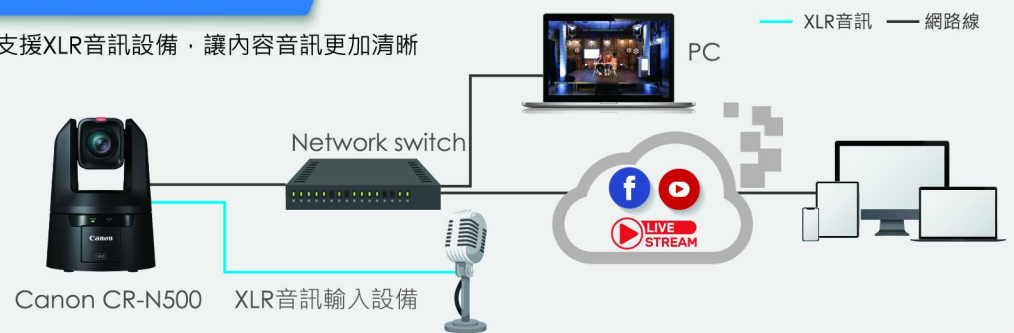 XLR音訊 網路線
支援XLR音訊設備，讓內容音訊更加清晰
PC
Network switch
f
LIVE
STREAM
Canon
4K
Canon CR-N500
XLR音訊輸入設備